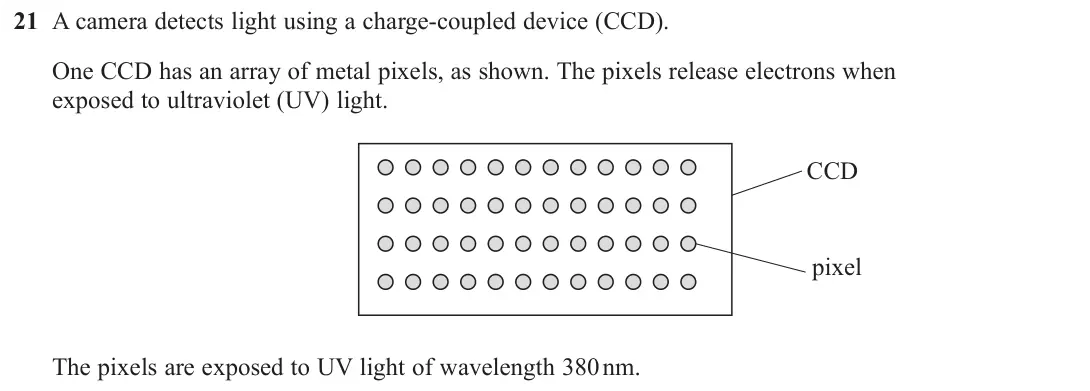 21 A camera detects light using a charge-coupled device (CCD).
One CCD has an array of metal pixels, as shown. The pixels release electrons when
exposed to ultraviolet (UV) light.
CCD
pixel
The pixels are exposed to UV light of wavelength 380 nm.